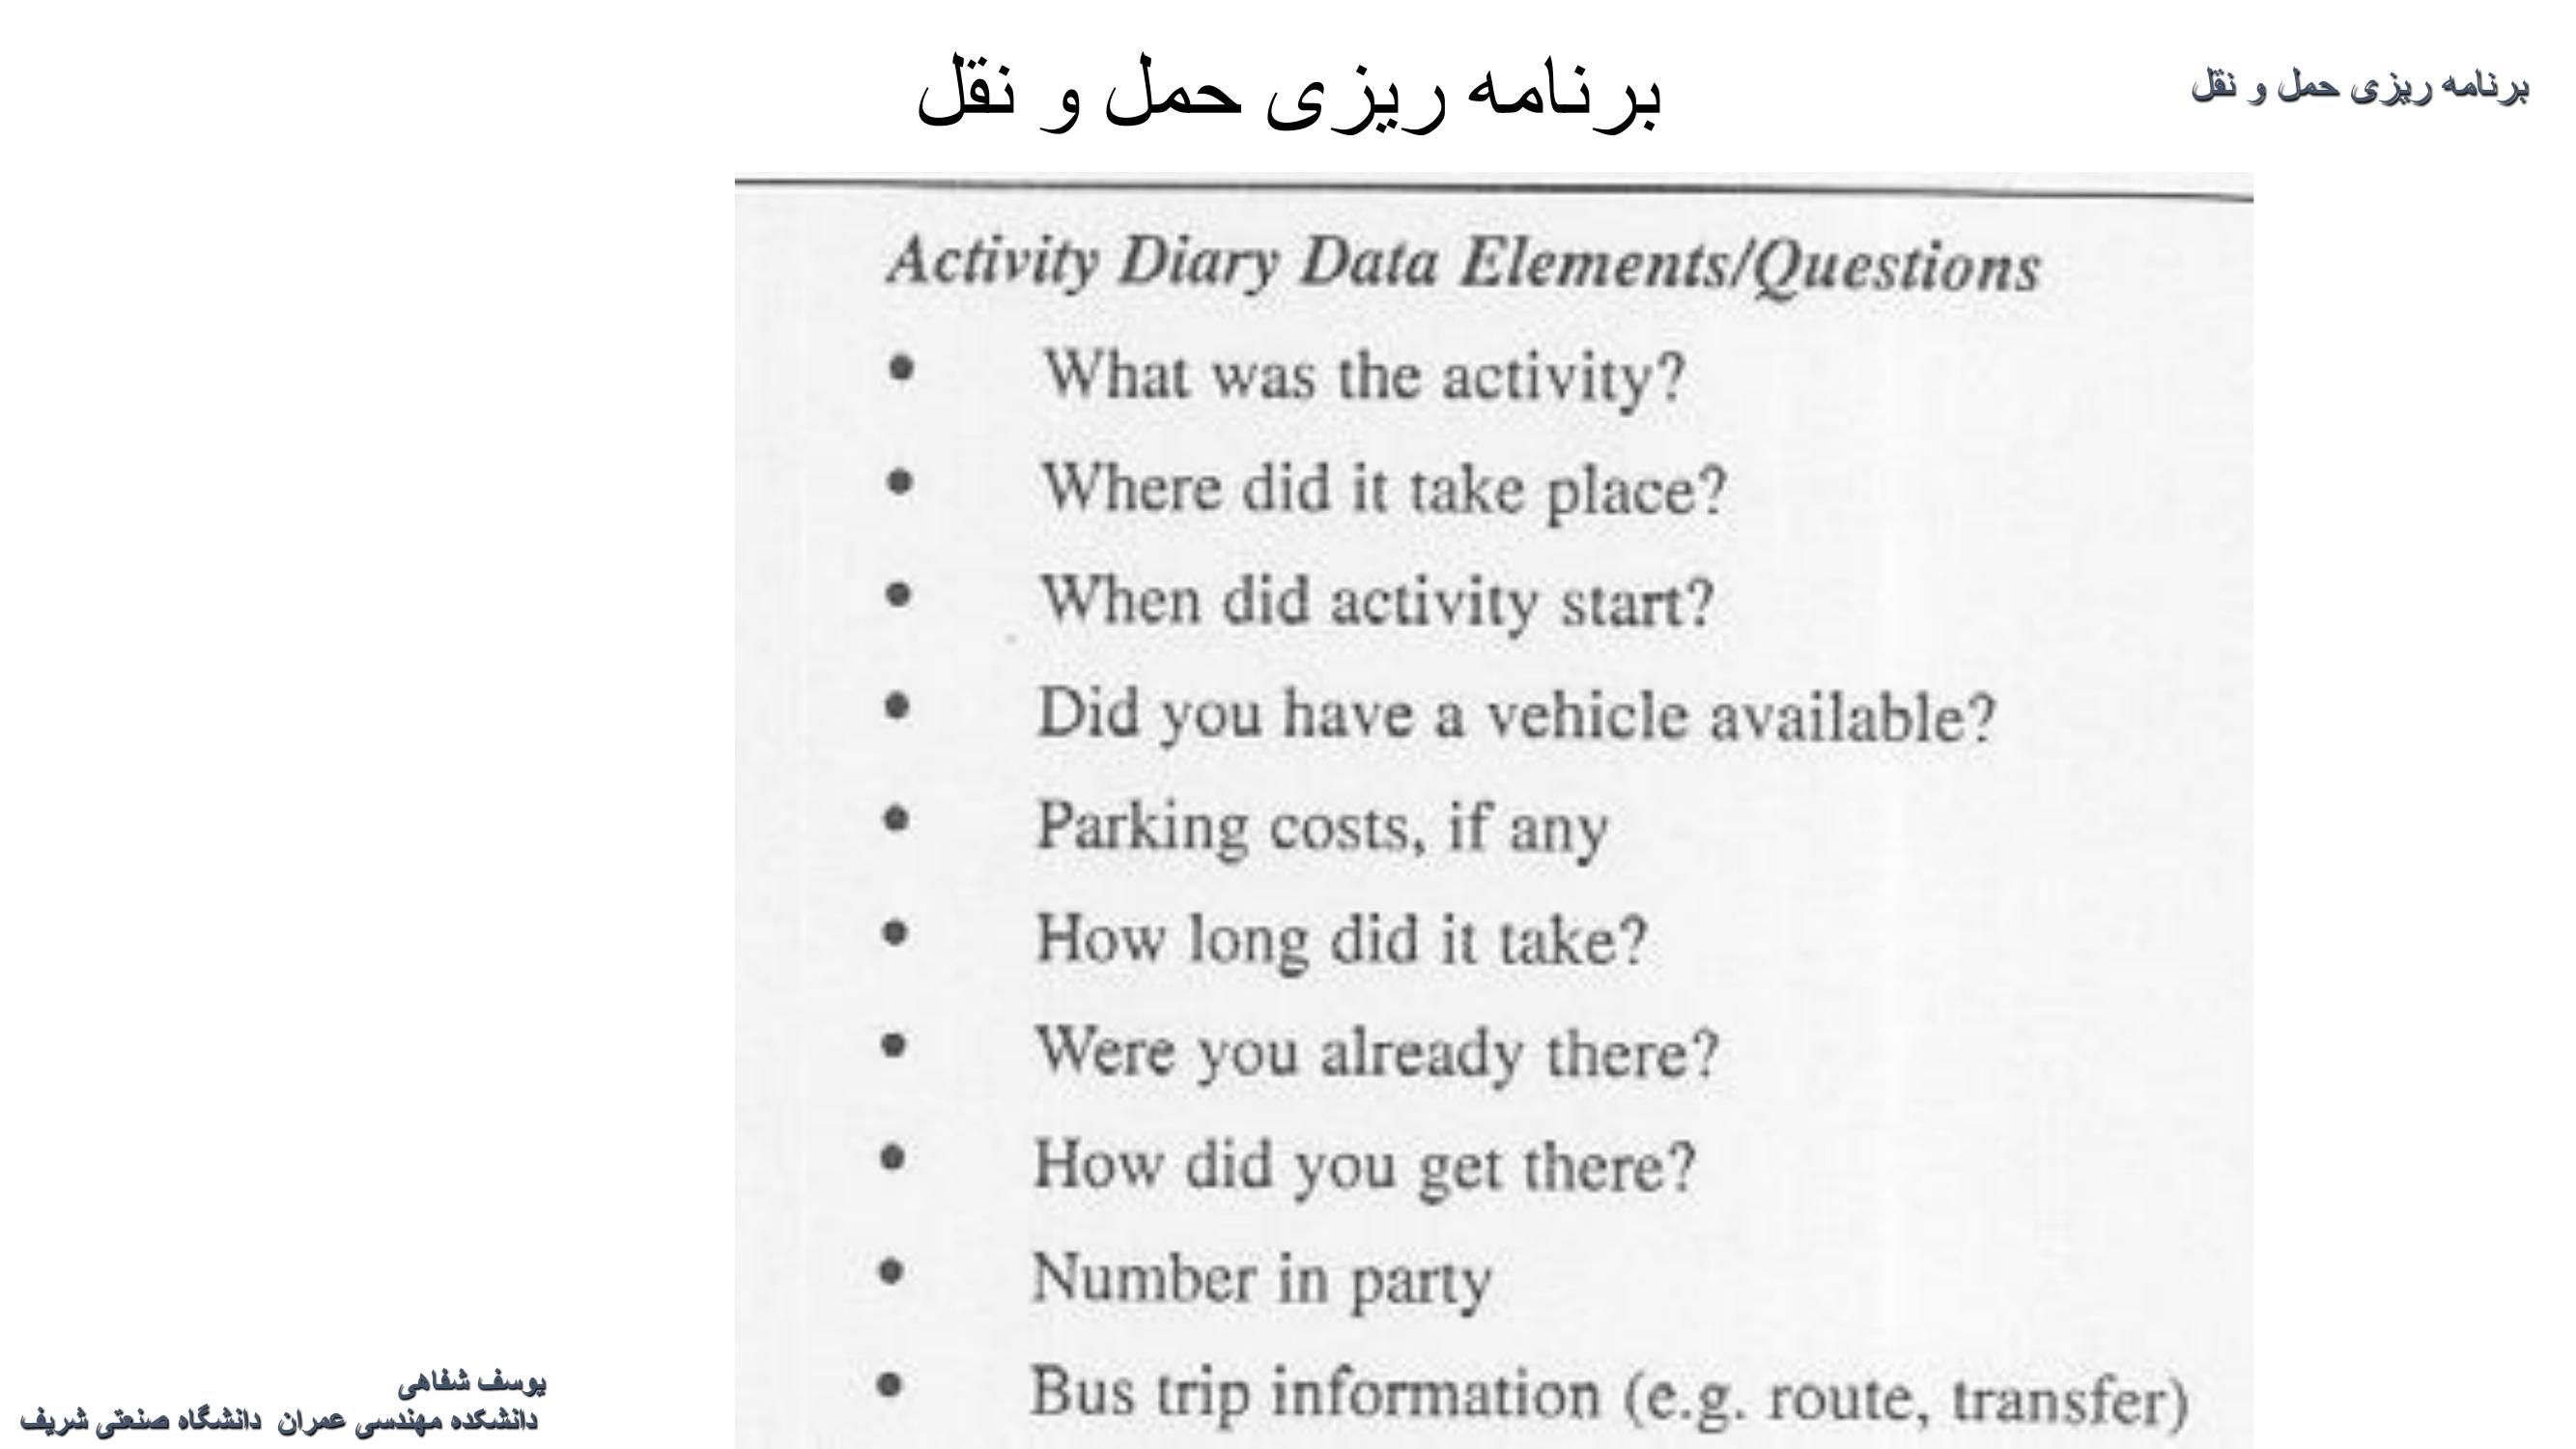 برنامه ریزی حمل و نقل
برنامه ریزی حمل و نقل
Activity Diary Data Elements/Questions
• What was the activity?
• Where did it take place?
• When did activity start?
• Did you have a vehicle available?
• Parking costs, if any
• How long did it take?
• Were you already there?
• How did you get there?
• Number in party
• Bus trip information (e.g. route, transfer)
یوسف شفاهی
دانشکده مهندسی عمران دانشگاه صنعتی شریف